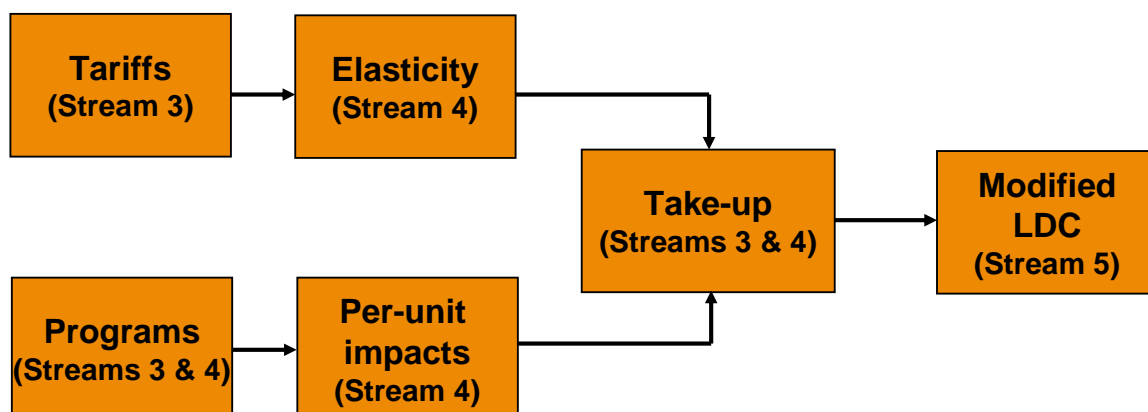 Tariffs
(Stream 3)
Elasticity
(Stream 4)
Take-up
(Streams 3 & 4)
Modified
LDC
(Stream 5)
Programs
(Streams 3 & 4)
Per-unit
impacts
(Stream 4)